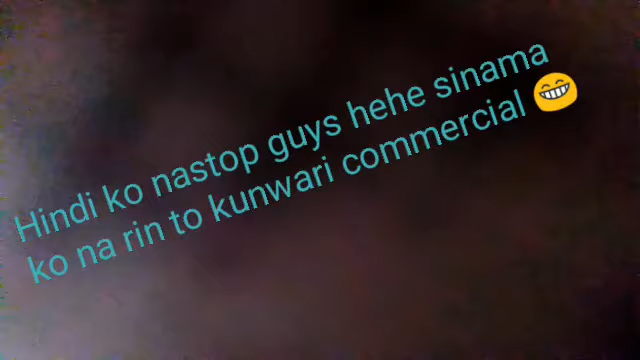 Hindi ko nastop guys hehe sinama
ko na rin to kunwari commercial 😁